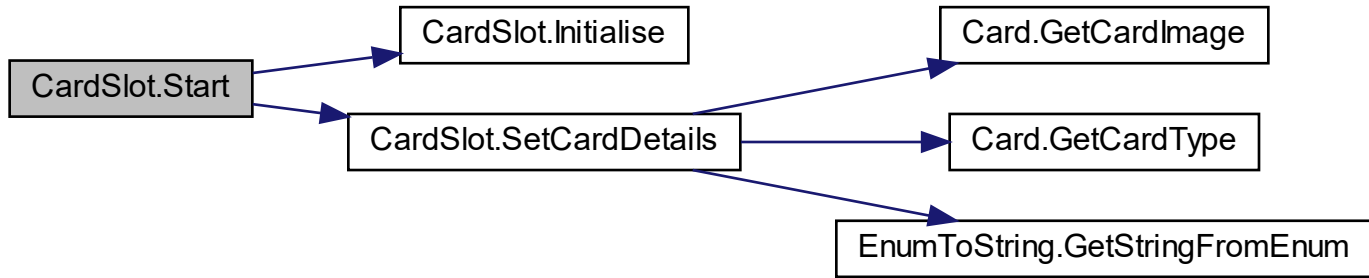 CardSlot.Start
CardSlot.Initialise
CardSlot.SetCardDetails
Card.GetCardImage
Card.GetCardType
EnumToString.GetStringFromEnum